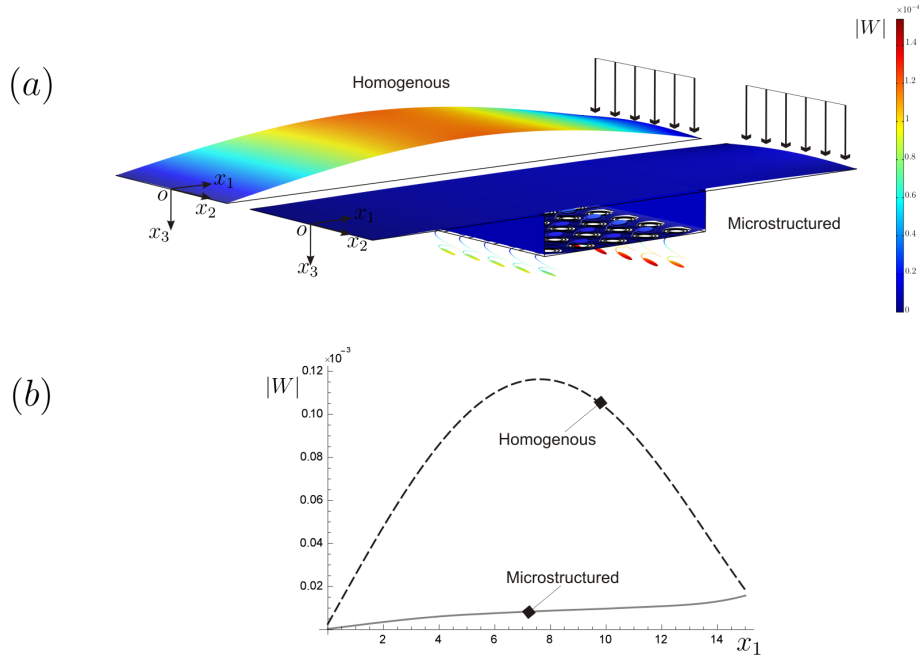 ×10⁻⁴
|W|
1.4
1.2
1
0.8
0.6
0.4
0.2
0
(a)
Homogenous
x₁
o
x₂
x₃
x₁
o
x₂
x₃
Microstructured
(b)
×10⁻³
|W|
0.12
0.10
0.08
0.06
0.04
0.02
Homogenous
Microstructured
2 4 6 8 10 12 14
x₁